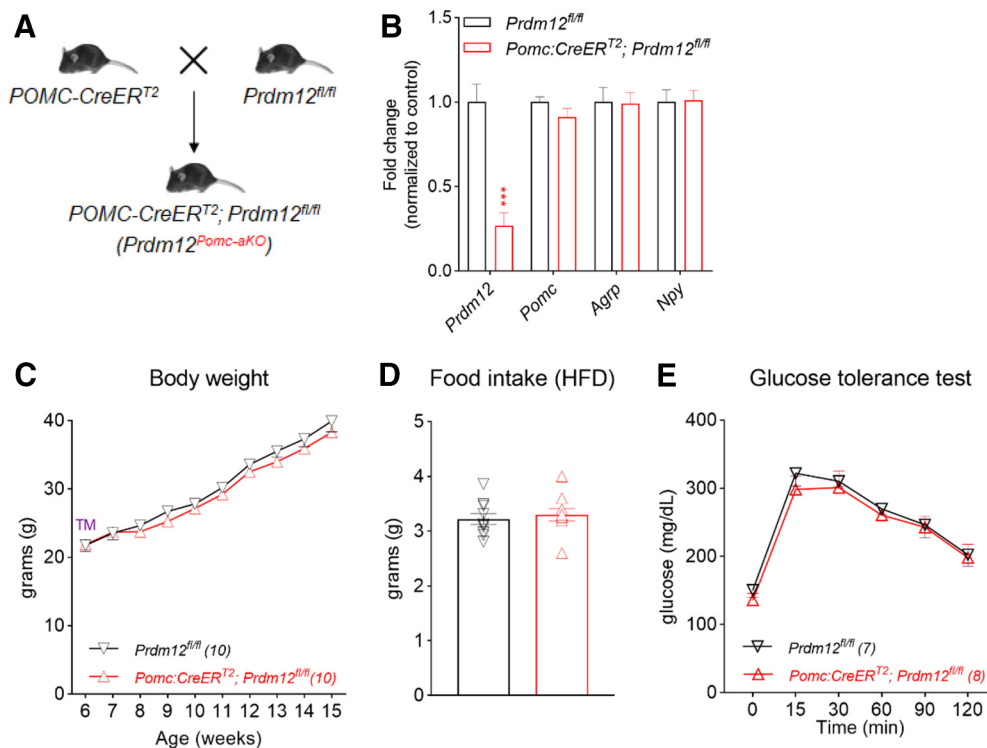 A
POMC-CreER^T2
Prdm12^fl/fl
POMC-CreER^T2; Prdm12^fl/fl
(Prdm12^Pomc-aKO)
B
Prdm12^fl/fl
Pomc:CreER^T2; Prdm12^fl/fl
Fold change
(normalized to control)
1.0
0.5
0.0
***
Prdm12
Pomc
Agrp
Npy
C
Body weight
grams (g)
40
30
20
10
0
TM
Prdm12^fl/fl (10)
Pomc:CreER^T2; Prdm12^fl/fl (10)
6 7 8 9 10 11 12 13 14 15
Age (weeks)
D
Food intake (HFD)
grams (g)
5
4
3
2
1
0
E
Glucose tolerance test
glucose (mg/dL)
400
300
200
100
0
Prdm12^fl/fl (7)
Pomc:CreER^T2; Prdm12^fl/fl (8)
0 15 30 60 90 120
Time (min)